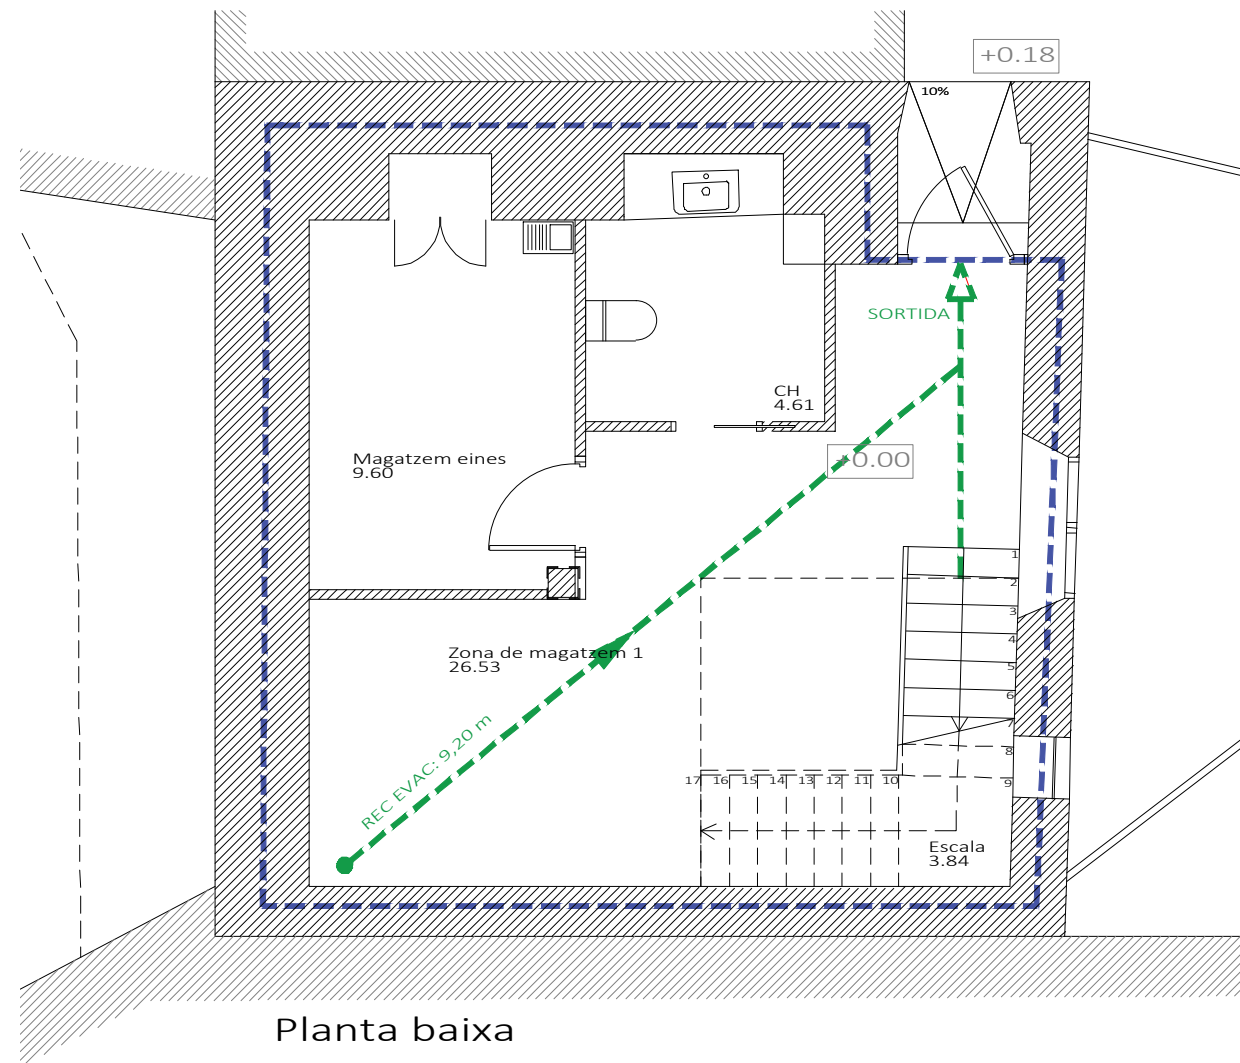 +0.18
10%
SORTIDA
CH
4.61
+0.00
Magatzem eines
9.60
1
2
3
4
5
6
7
8
9
Zona de magatzem 1
26.53
REC EVAC: 9,20 m
17 16 15 14 13 12 11 10
Escala
3.84
Planta baixa